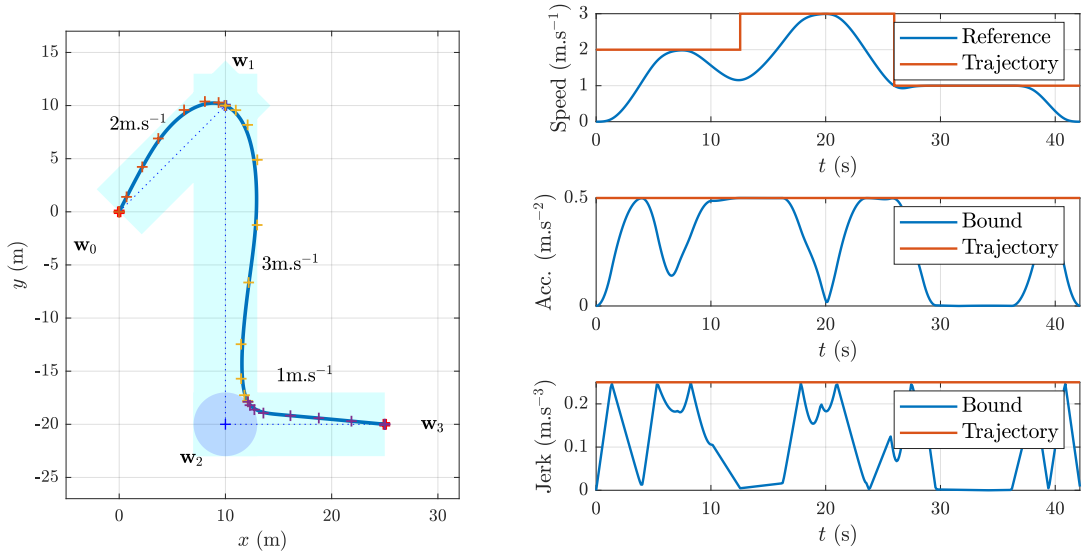 15
10
5
0
-5
-10
-15
-20
-25
y (m)
0
10
20
30
x (m)
w₁
2m.s⁻¹
w₀
3m.s⁻¹
1m.s⁻¹
w₂
w₃
3
2
1
0
Speed (m.s⁻¹)
Reference
Trajectory
0
10
20
30
40
t (s)
0.5
0
Acc. (m.s⁻²)
Bound
Trajectory
0
10
20
30
40
t (s)
0.2
0.1
0
Jerk (m.s⁻³)
Bound
Trajectory
0
10
20
30
40
t (s)